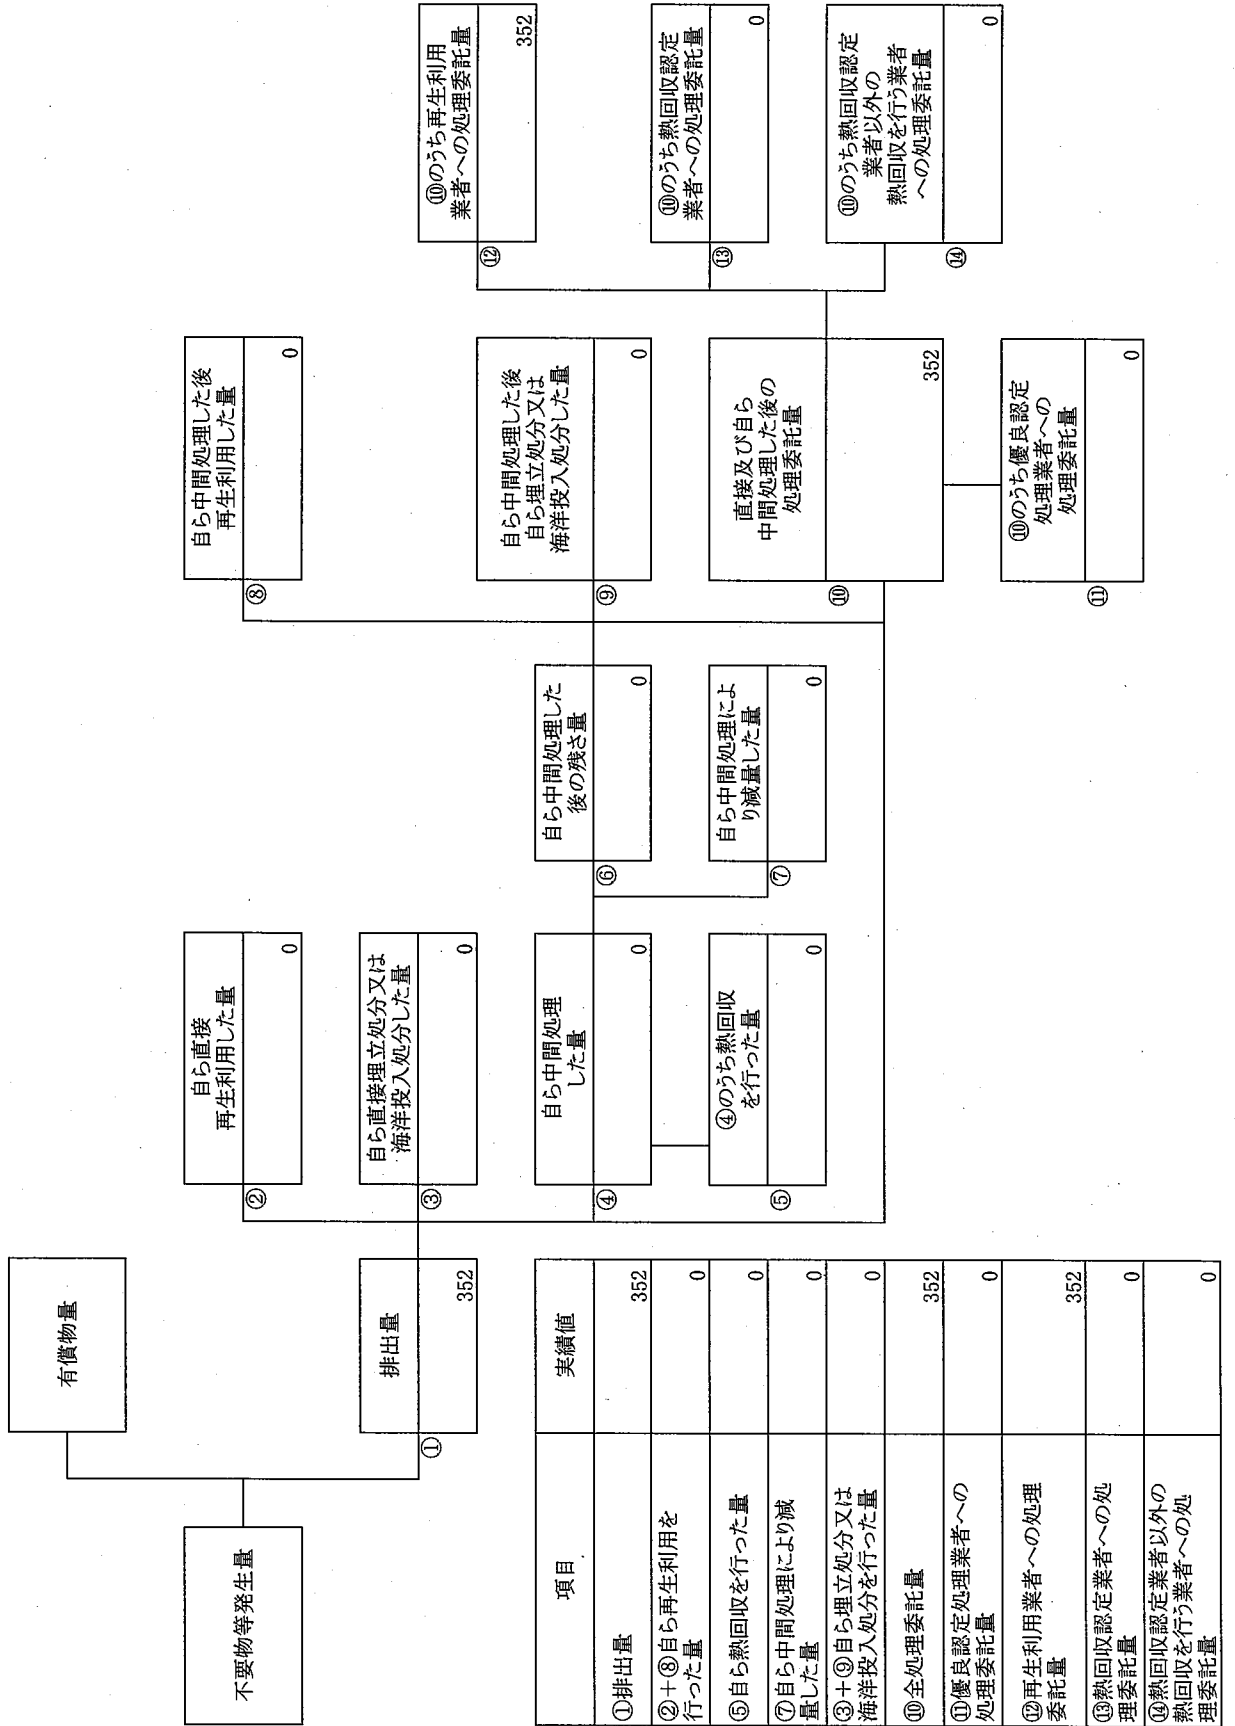 有償物量
不要物等発生量
排出量
①
352
自ら直接
再生利用した量
②
0
自ら直接埋立処分又は
海洋投入処分した量
③
0
自ら中間処理
した量
④
0
④のうち熱回収
を行った量
⑤
0
自ら中間処理した
後の残さ量
⑥
0
自ら中間処理によ
り減量した量
⑦
0
自ら中間処理した後
再生利用した量
⑧
0
自ら中間処理した後
自ら埋立処分又は
海洋投入処分した量
⑨
0
直接及び自ら
中間処理した後の
処理委託量
⑩
352
⑩のうち優良認定
処理業者への
処理委託量
⑪
0
⑩のうち再生利用
業者への処理委託量
⑫
352
⑩のうち熱回収認定
業者への処理委託量
⑬
0
⑩のうち熱回収認定
業者以外の
熱回収を行う業者
への処理委託量
⑭
0
項目
実績値
①排出量
352
②+⑧自ら再生利用を
行った量
0
⑤自ら熱回収を行った量
0
⑦自ら中間処理により減
量した量
0
③+⑨自ら埋立処分又は
海洋投入処分を行った量
0
⑩全処理委託量
352
⑪優良認定処理業者への
処理委託量
0
⑫再生利用業者への処理
委託量
352
⑬熱回収認定業者への処
理委託量
0
⑭熱回収認定業者以外の
熱回収を行う業者への処
理委託量
0